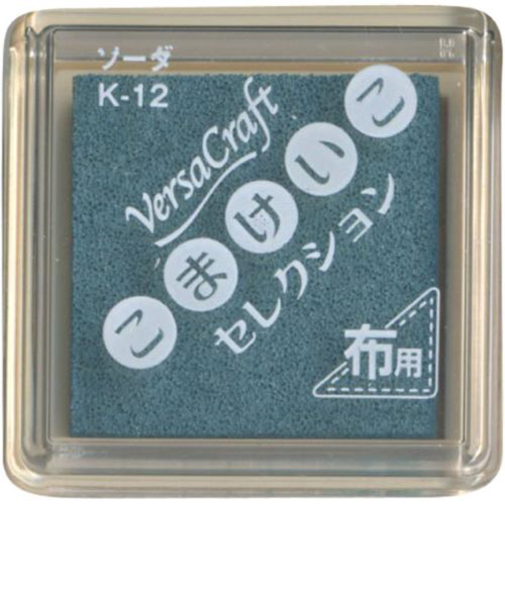 ソーダ
K-12
VersaCraft
こまけいこ
セレクション
布用